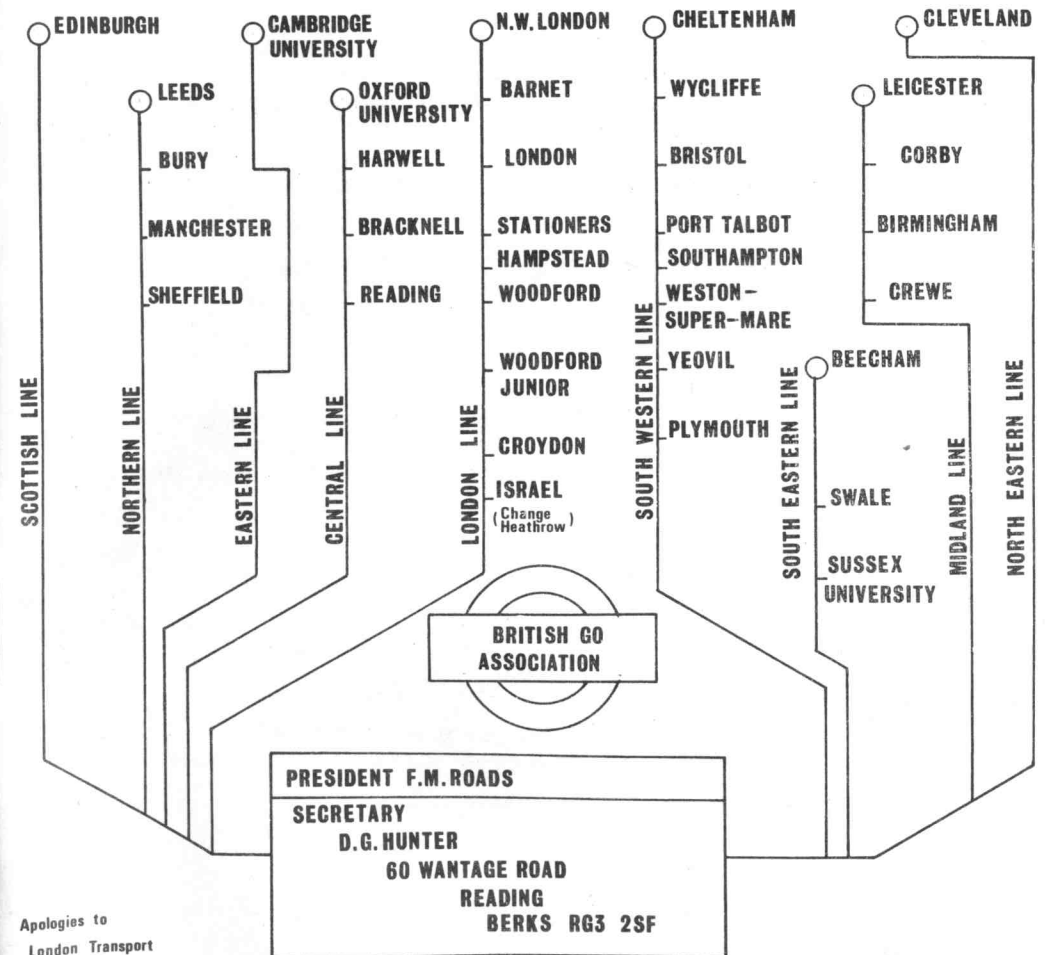 EDINBURGH
SCOTTISH LINE
LEEDS
BURY
MANCHESTER
SHEFFIELD
NORTHERN LINE
CAMBRIDGE
UNIVERSITY
EASTERN LINE
OXFORD
UNIVERSITY
HARWELL
BRACKNELL
READING
CENTRAL LINE
N.W. LONDON
BARNET
LONDON
STATIONERS
HAMPSTEAD
WOODFORD
WOODFORD
JUNIOR
CROYDON
ISRAEL
(Change
Heathrow)
LONDON LINE
CHELTENHAM
WYCLIFFE
BRISTOL
PORT TALBOT
SOUTHAMPTON
WESTON-
SUPER-MARE
YEOVIL
PLYMOUTH
SOUTH WESTERN LINE
BEECHAM
SWALE
SUSSEX
UNIVERSITY
SOUTH EASTERN LINE
LEICESTER
CORBY
BIRMINGHAM
CREWE
MIDLAND LINE
CLEVELAND
NORTH EASTERN LINE
BRITISH GO
ASSOCIATION
PRESIDENT F.M.ROADS
SECRETARY
D.G.HUNTER
60 WANTAGE ROAD
READING
BERKS RG3 2SF
Apologies to
London Transport